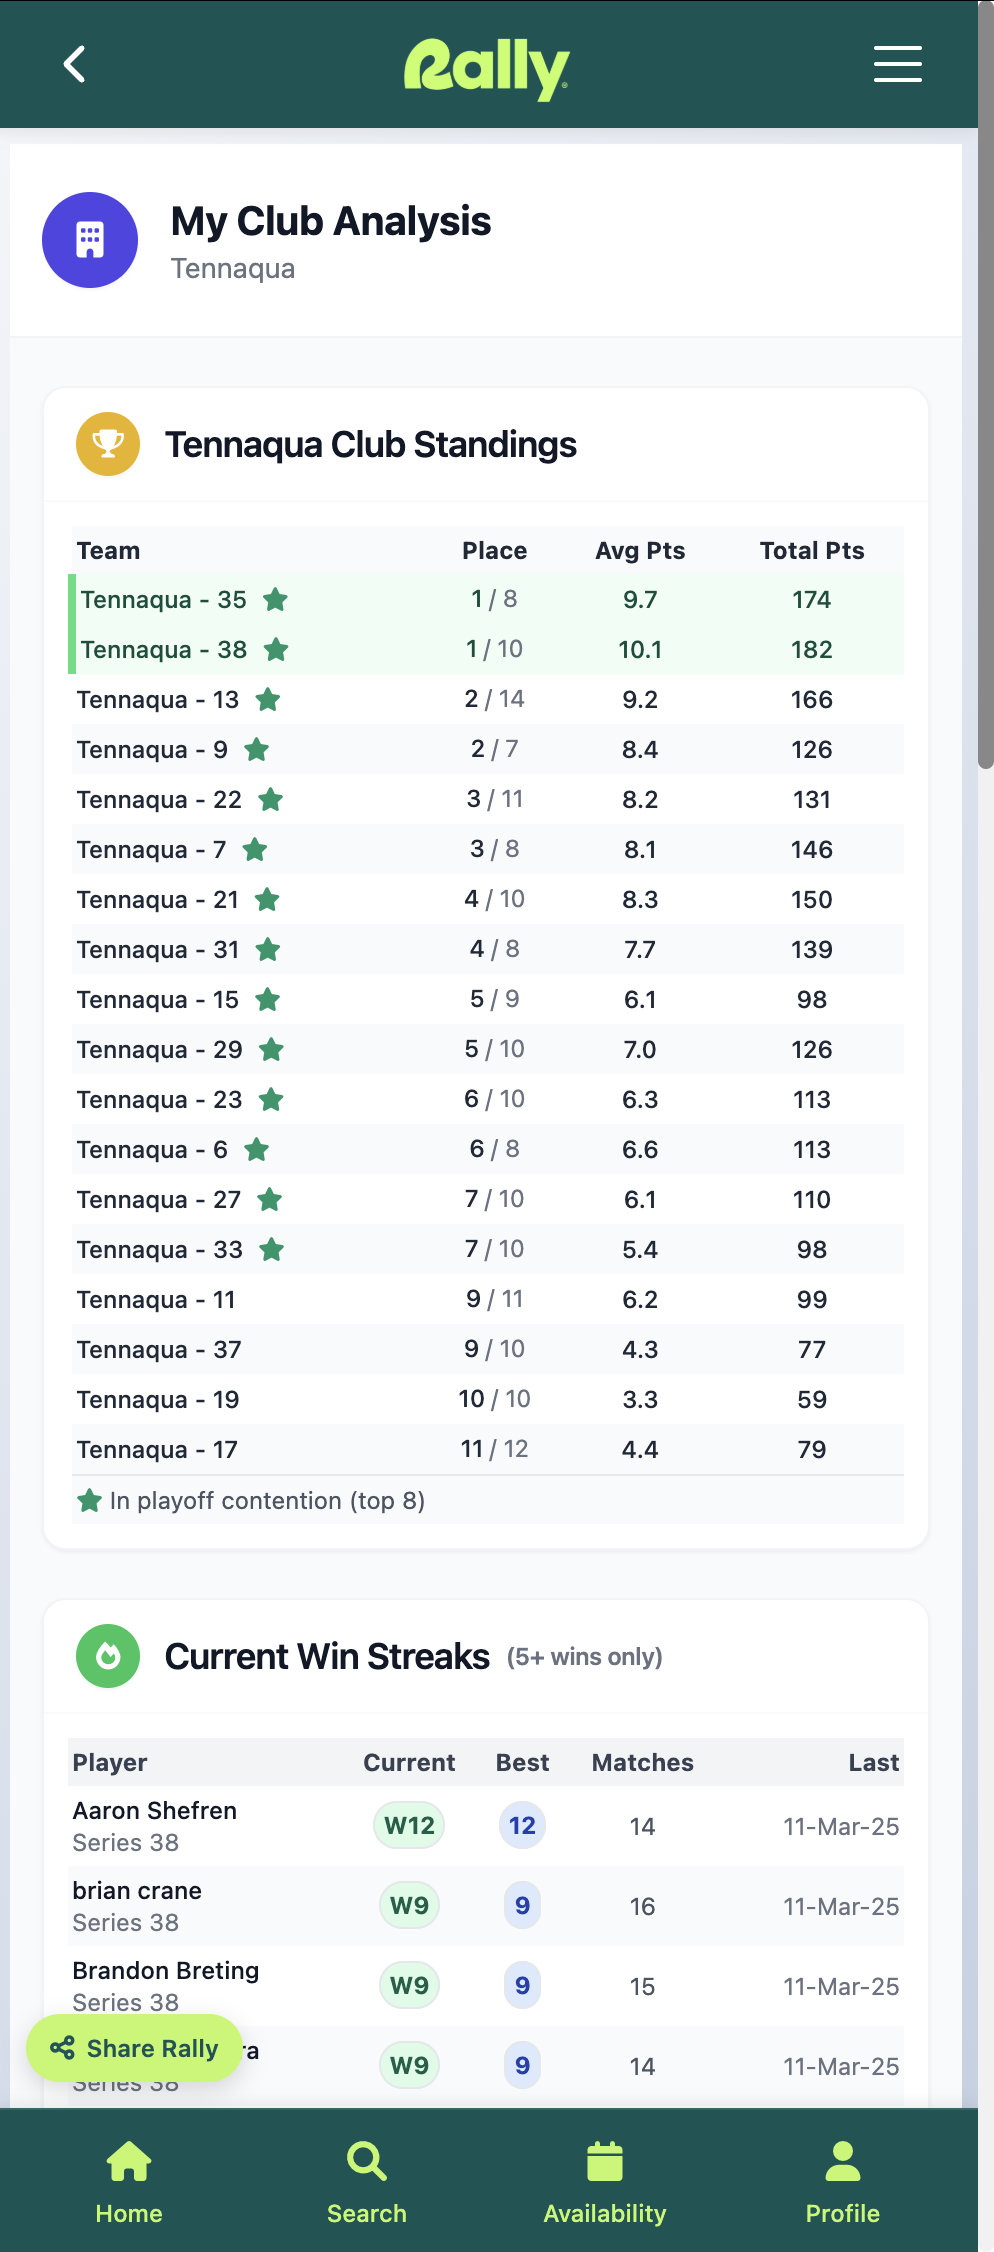 Rally
My Club Analysis
Tennaqua
Tennaqua Club Standings
Team Place Avg Pts Total Pts
Tennaqua - 35 1 / 8 9.7 174
Tennaqua - 38 1 / 10 10.1 182
Tennaqua - 13 2 / 14 9.2 166
Tennaqua - 9 2 / 7 8.4 126
Tennaqua - 22 3 / 11 8.2 131
Tennaqua - 7 3 / 8 8.1 146
Tennaqua - 21 4 / 10 8.3 150
Tennaqua - 31 4 / 8 7.7 139
Tennaqua - 15 5 / 9 6.1 98
Tennaqua - 29 5 / 10 7.0 126
Tennaqua - 23 6 / 10 6.3 113
Tennaqua - 6 6 / 8 6.6 113
Tennaqua - 27 7 / 10 6.1 110
Tennaqua - 33 7 / 10 5.4 98
Tennaqua - 11 9 / 11 6.2 99
Tennaqua - 37 9 / 10 4.3 77
Tennaqua - 19 10 / 10 3.3 59
Tennaqua - 17 11 / 12 4.4 79
In playoff contention (top 8)
Current Win Streaks (5+ wins only)
Player Current Best Matches Last
Aaron Shefren
Series 38 W12 12 14 11-Mar-25
brian crane
Series 38 W9 9 16 11-Mar-25
Brandon Breting
Series 38 W9 9 15 11-Mar-25
Share Rally
Series 38 W9 9 14 11-Mar-25
Home Search Availability Profile